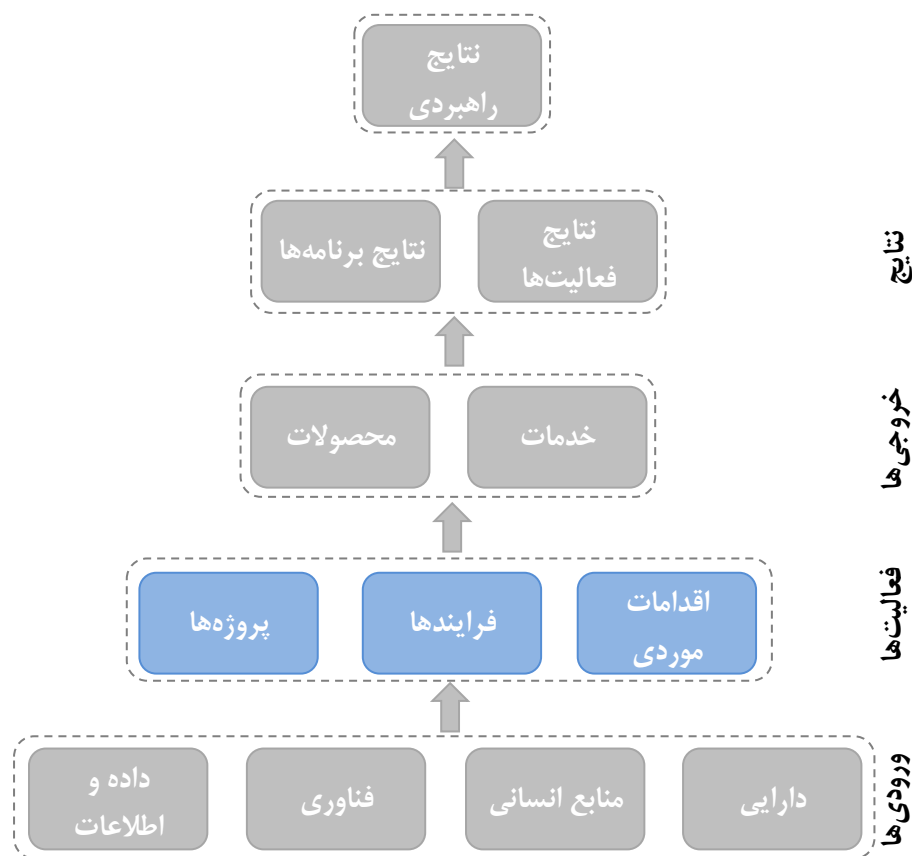 نتایج
راهبردی
نتایج
نتایج
فعالیت‌ها
نتایج برنامه‌ها
خروجی‌ها
خدمات
محصولات
فعالیت‌ها
اقدامات
موردی
فرایندها
پروژه‌ها
ورودی‌ها
دارایی
منابع انسانی
فناوری
داده و
اطلاعات